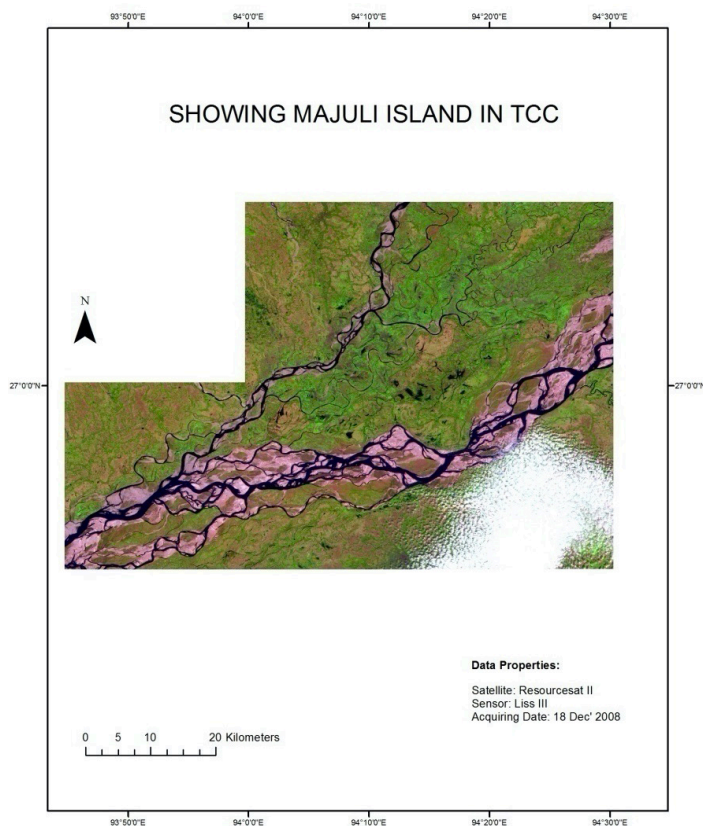 93°50'0"E 94°0'0"E 94°10'0"E 94°20'0"E 94°30'0"E
SHOWING MAJULI ISLAND IN TCC
N
27°0'0"N 27°0'0"N
Data Properties:
Satellite: Resourcesat II
Sensor: Liss III
Acquiring Date: 18 Dec' 2008
0 5 10 20 Kilometers
93°50'0"E 94°0'0"E 94°10'0"E 94°20'0"E 94°30'0"E